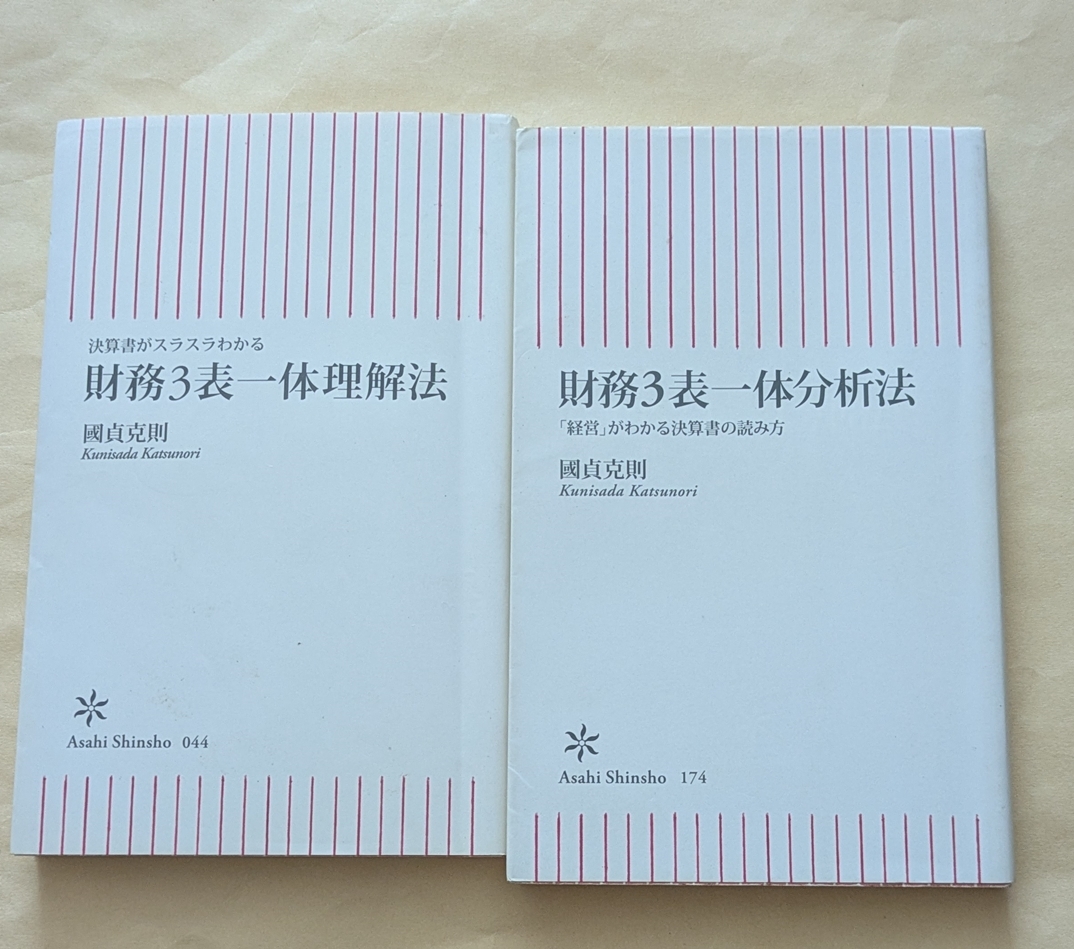 決算書がスラスラわかる
財務3表一体理解法
國貞克則
Kunisada Katsunori
Asahi Shinsho 044
財務3表一体分析法
「経営」がわかる決算書の読み方
國貞克則
Kunisada Katsunori
Asahi Shinsho 174